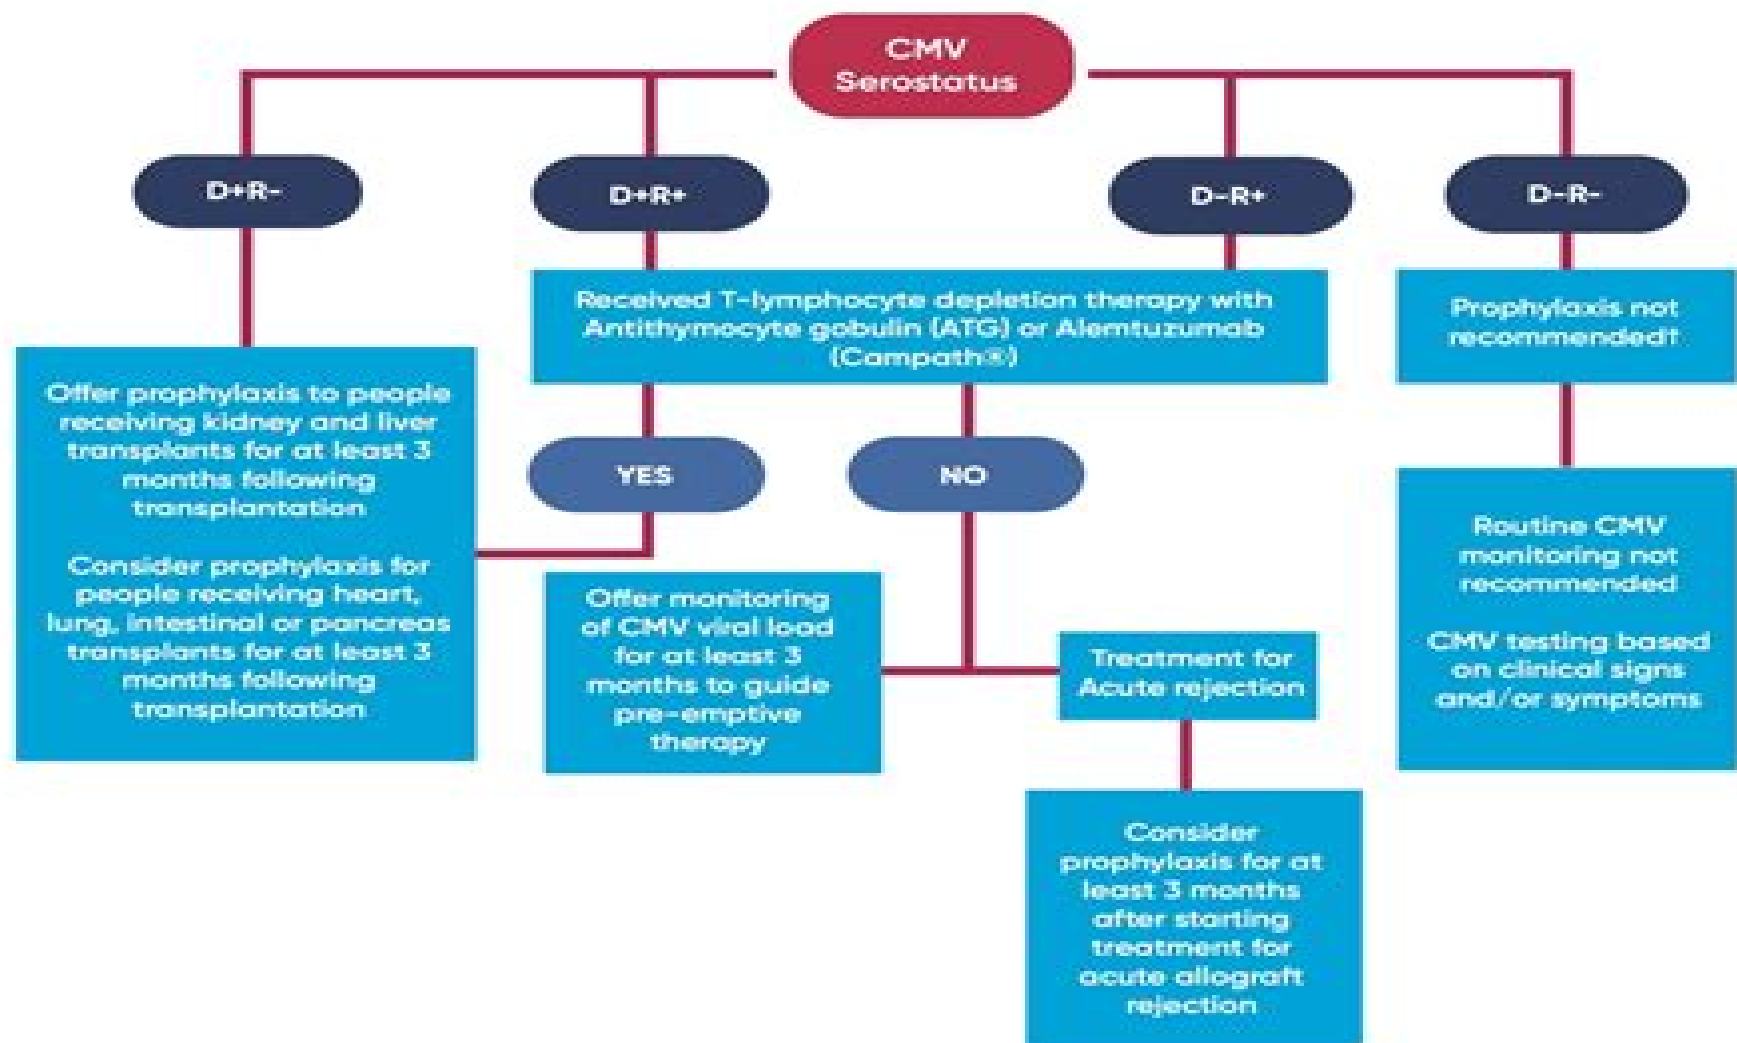 CMV
Serostatus
D+R-
D+R+
D-R+
D-R-
Received T-lymphocyte depletion therapy with
Antithymocyte gobulin (ATG) or Alemtuzumab
(Campath®)
Prophylaxis not
recommended†
Offer prophylaxis to people
receiving kidney and liver
transplants for at least 3
months following
transplantation
Consider prophylaxis for
people receiving heart,
lung, intestinal or pancreas
transplants for at least 3
months following
transplantation
YES
NO
Offer monitoring
of CMV viral load
for at least 3
months to guide
pre-emptive
therapy
Treatment for
Acute rejection
Routine CMV
monitoring not
recommended
CMV testing based
on clinical signs
and/or symptoms
Consider
prophylaxis for at
least 3 months
after starting
treatment for
acute allograft
rejection